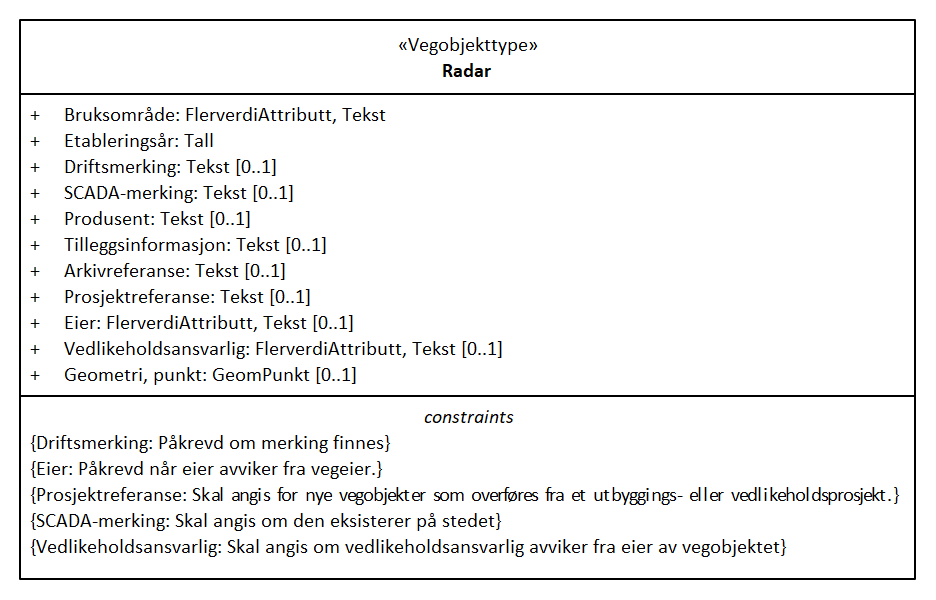 «Vegobjekttype»
Radar
+ Bruksområde: FlerverdiAttributt, Tekst
+ Etableringsår: Tall
+ Driftsmerking: Tekst [0..1]
+ SCADA-merking: Tekst [0..1]
+ Produsent: Tekst [0..1]
+ Tilleggsinformasjon: Tekst [0..1]
+ Arkivreferanse: Tekst [0..1]
+ Prosjektreferanse: Tekst [0..1]
+ Eier: FlerverdiAttributt, Tekst [0..1]
+ Vedlikeholdsansvarlig: FlerverdiAttributt, Tekst [0..1]
+ Geometri, punkt: GeomPunkt [0..1]
constraints
{Driftsmerking: Påkrevd om merking finnes}
{Eier: Påkrevd når eier avviker fra vegeier.}
{Prosjektreferanse: Skal angis for nye vegobjekter som overføres fra et utbyggings- eller vedlikeholdsprosjekt.}
{SCADA-merking: Skal angis om den eksisterer på stedet}
{Vedlikeholdsansvarlig: Skal angis om vedlikeholdsansvarlig avviker fra eier av vegobjektet}